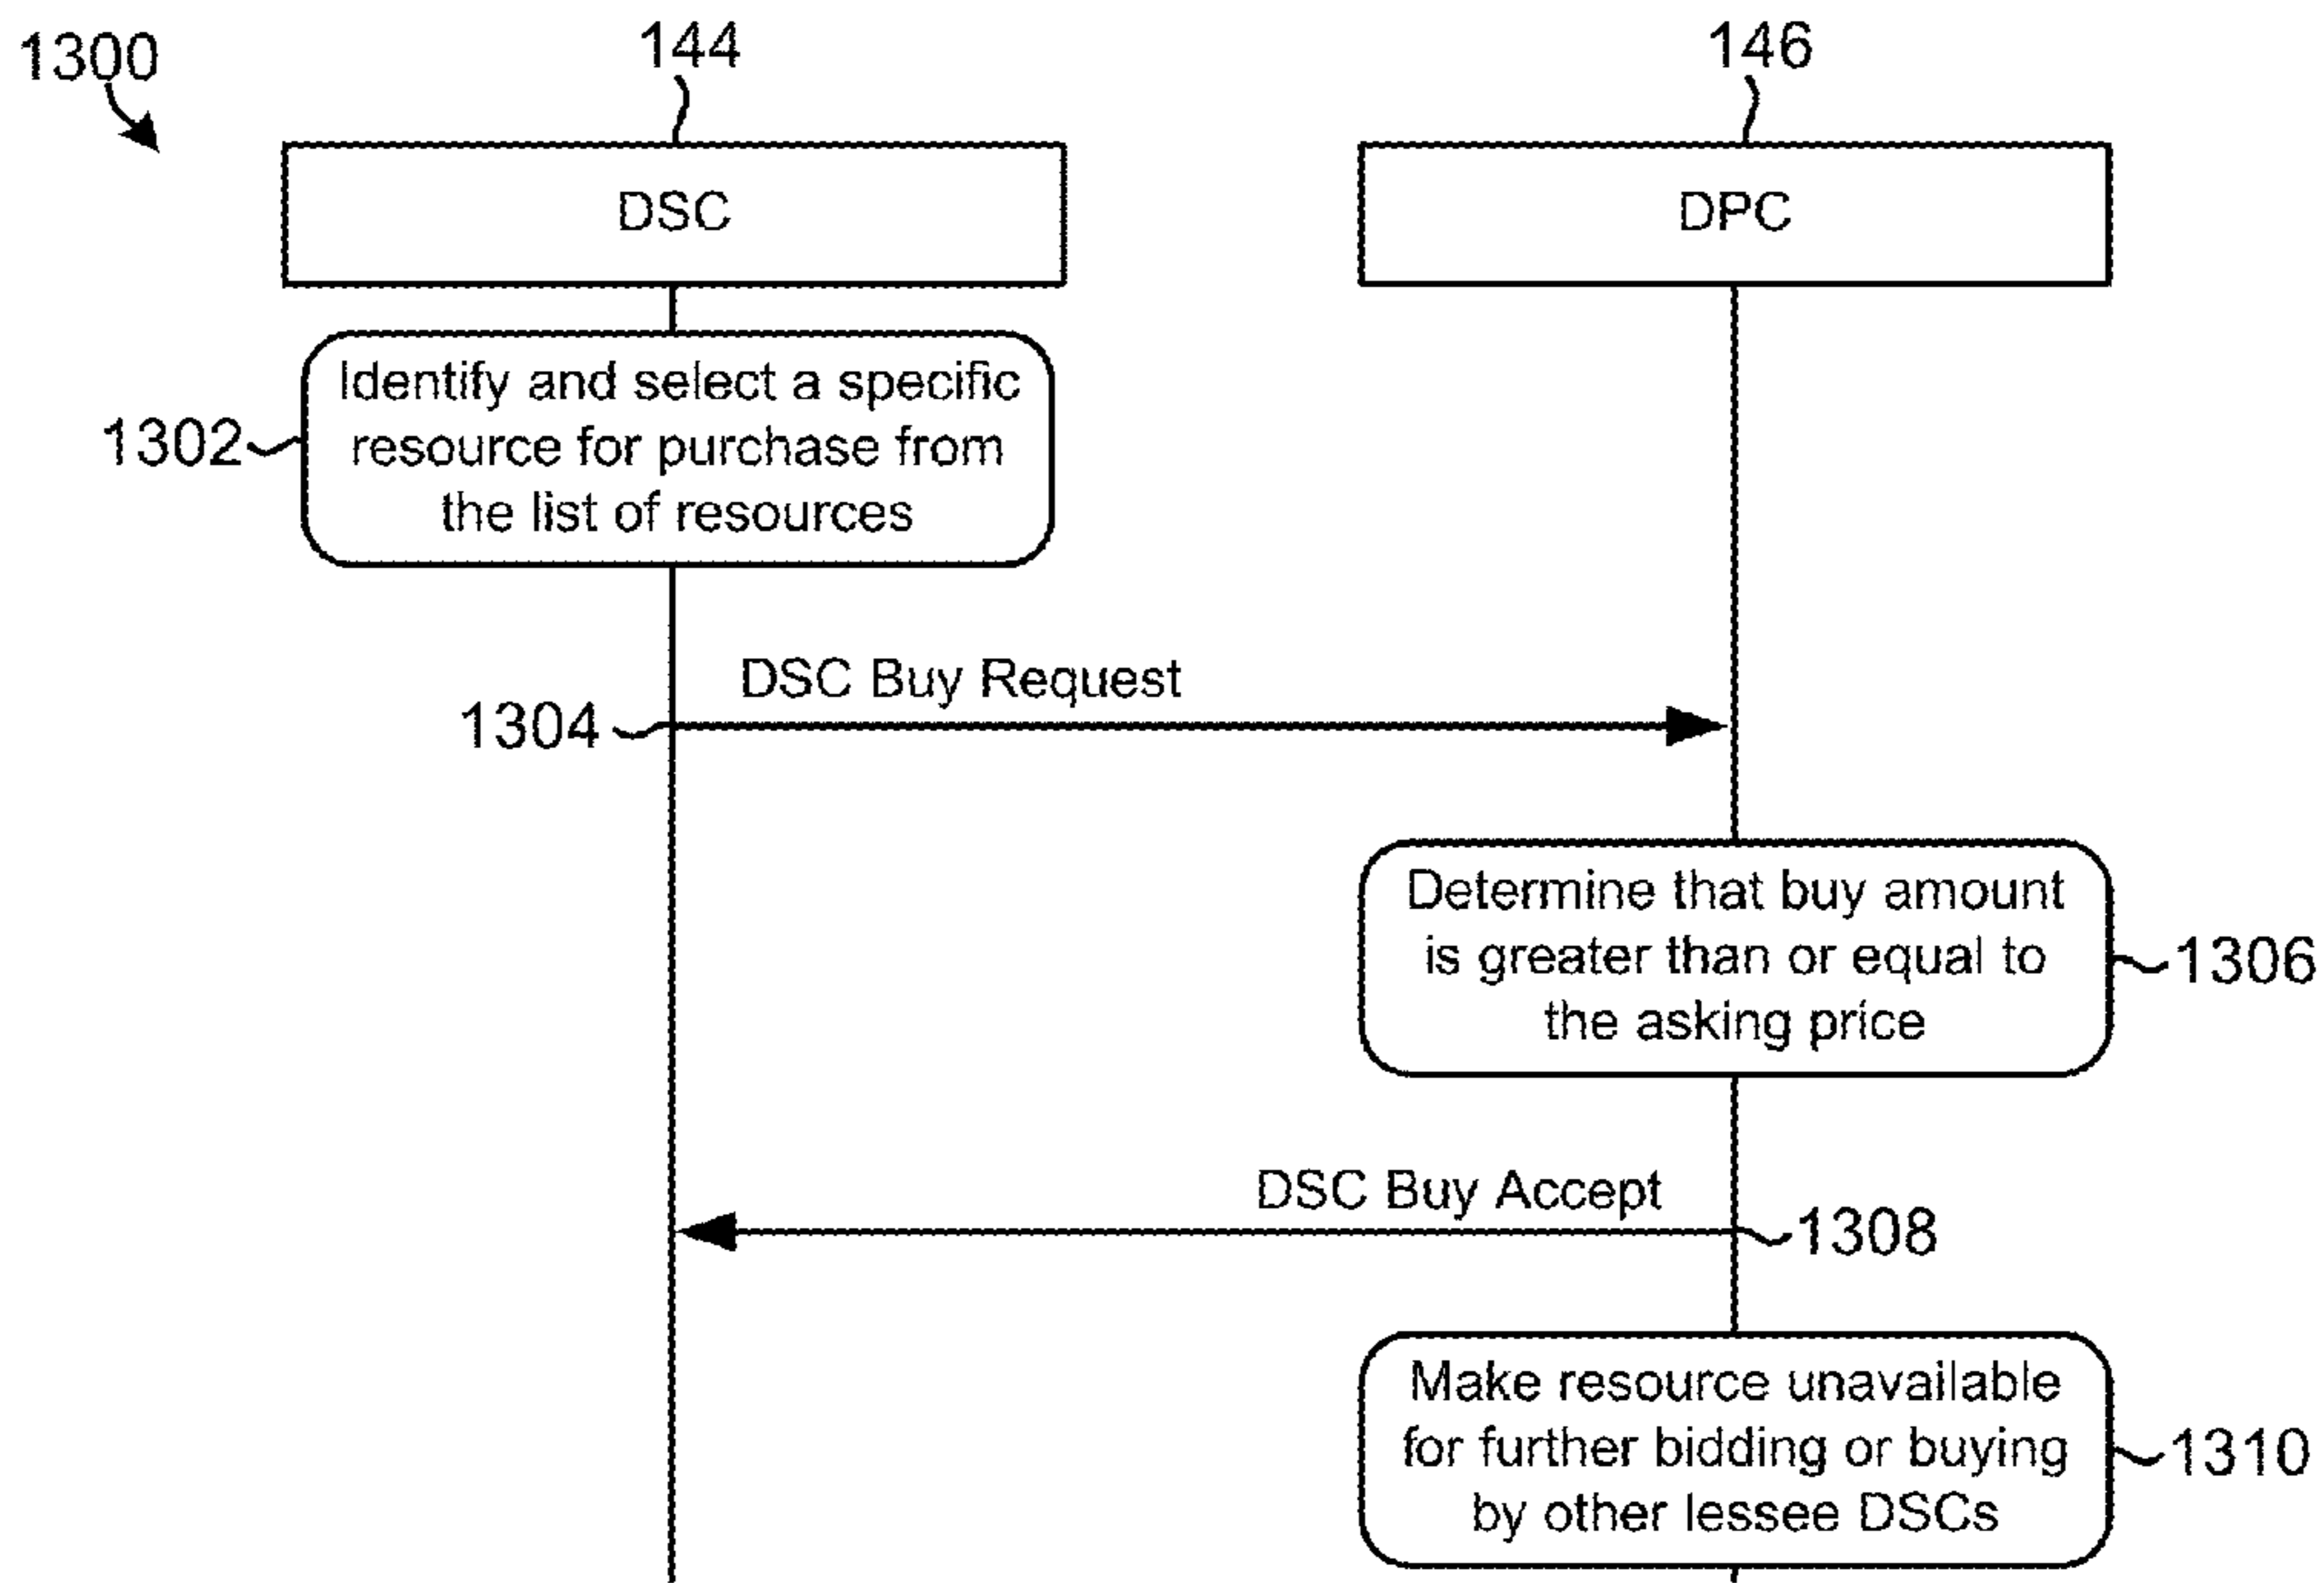 1300
144
146
DSC
DPC
Identify and select a specific
resource for purchase from
the list of resources
1302
DSC Buy Request
1304
Determine that buy amount
is greater than or equal to
the asking price
1306
DSC Buy Accept
1308
Make resource unavailable
for further bidding or buying
by other lessee DSCs
1310